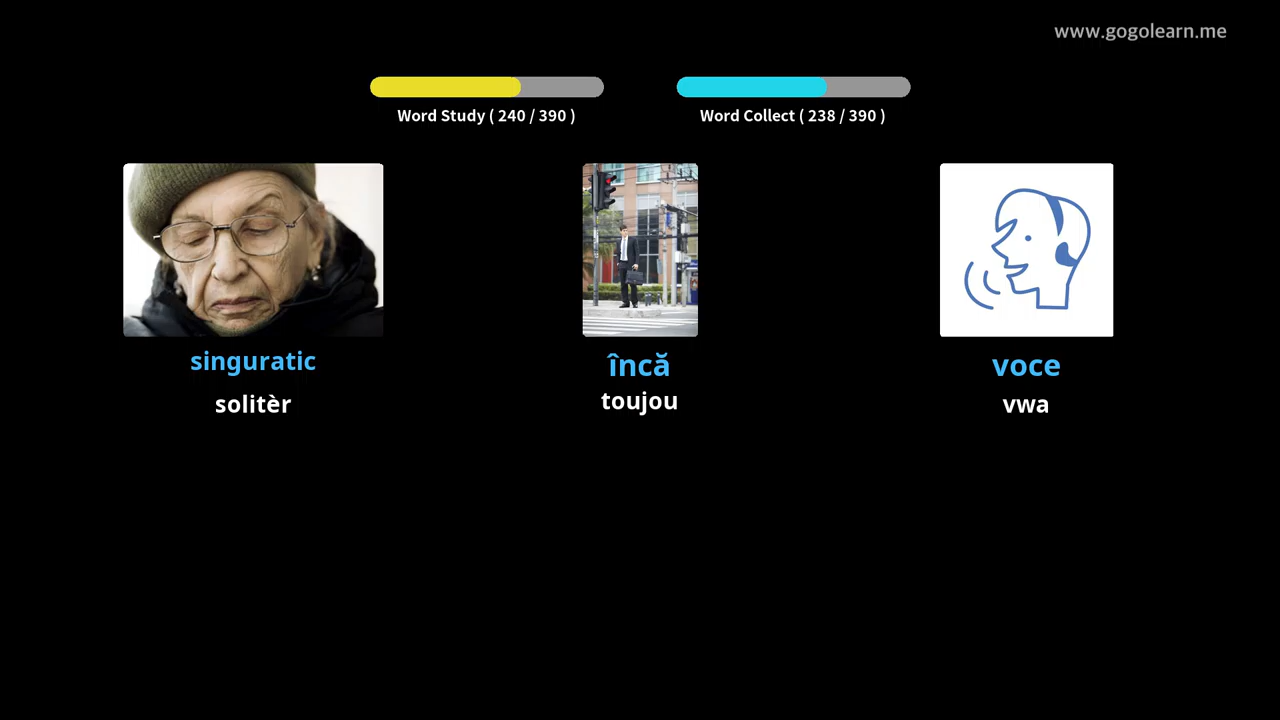 www.gogolearn.me
Word Study ( 240 / 390 )
Word Collect ( 238 / 390 )
singuratic
încă
voce
solitèr
toujou
vwa